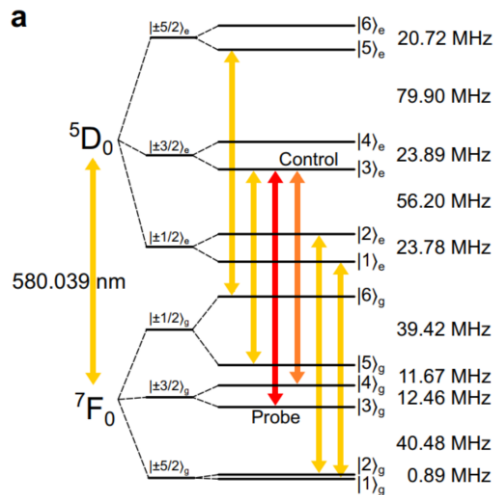 a
|±5/2⟩e
|6⟩e
20.72 MHz
|5⟩e
79.90 MHz
⁵D₀
|±3/2⟩e
|4⟩e
Control
23.89 MHz
|3⟩e
56.20 MHz
|±1/2⟩e
|2⟩e
23.78 MHz
|1⟩e
580.039 nm
|6⟩g
|±1/2⟩g
39.42 MHz
|5⟩g
11.67 MHz
|±3/2⟩g
|4⟩g
12.46 MHz
⁷F₀
|3⟩g
Probe
40.48 MHz
|±5/2⟩g
|2⟩g
0.89 MHz
|1⟩g